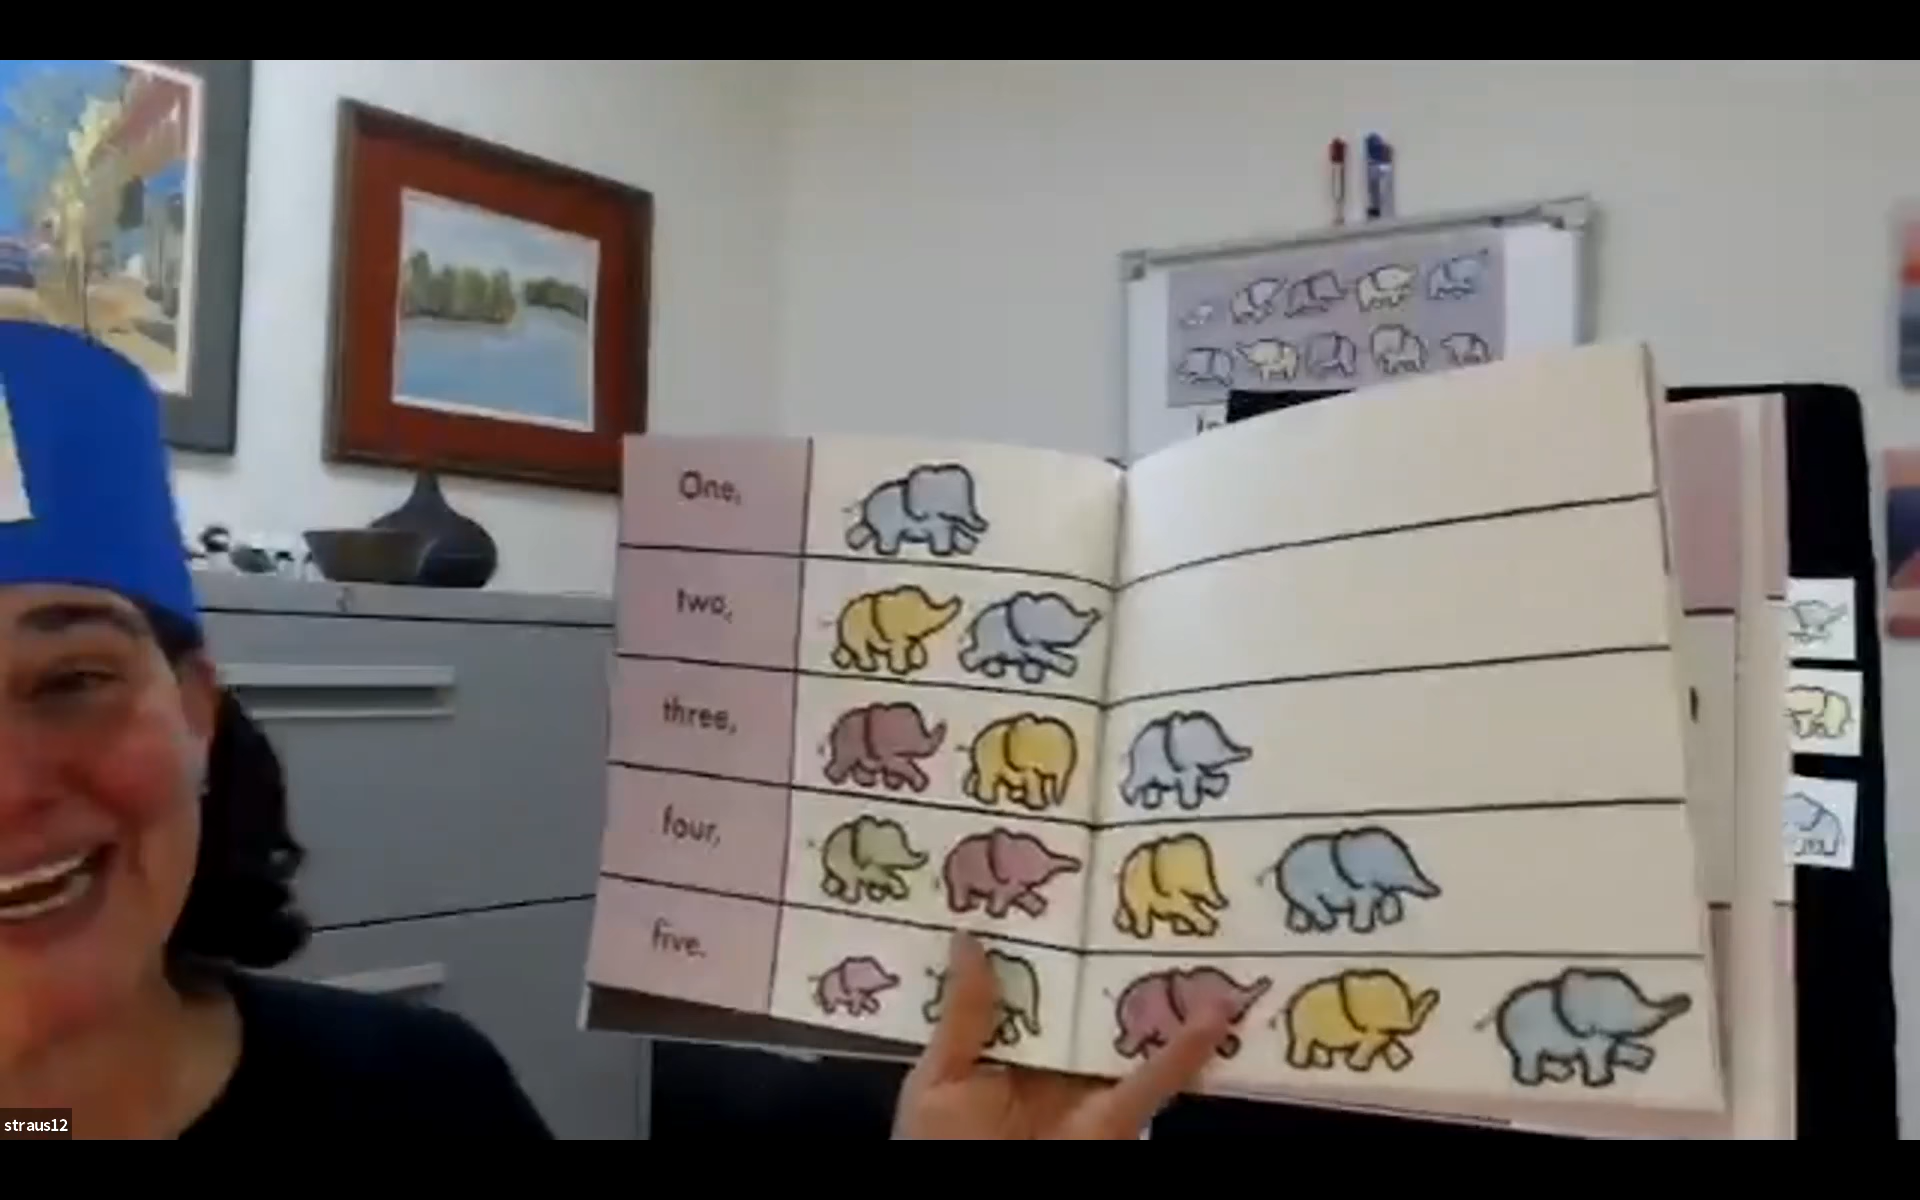 One,
two,
three,
four,
five.
straus12